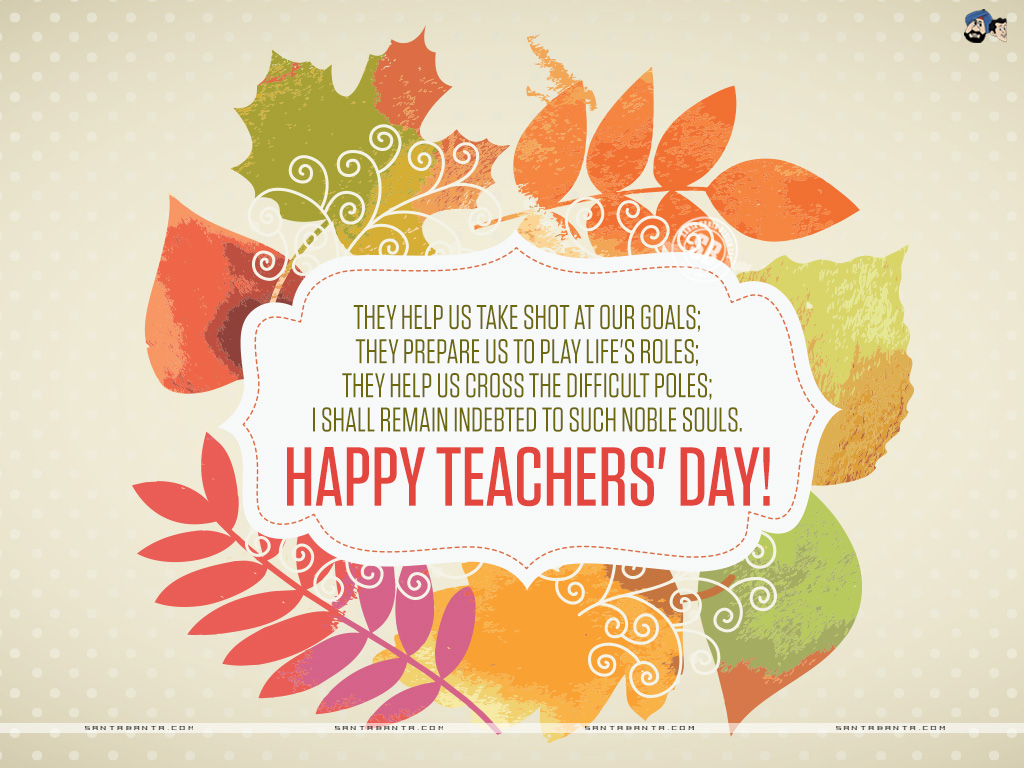 THEY HELP US TAKE SHOT AT OUR GOALS;
THEY PREPARE US TO PLAY LIFE'S ROLES;
THEY HELP US CROSS THE DIFFICULT POLES;
I SHALL REMAIN INDEBTED TO SUCH NOBLE SOULS.
HAPPY TEACHERS' DAY!
SANTABANTA.COM SANTABANTA.COM SANTABANTA.COM SANTABANTA.COM